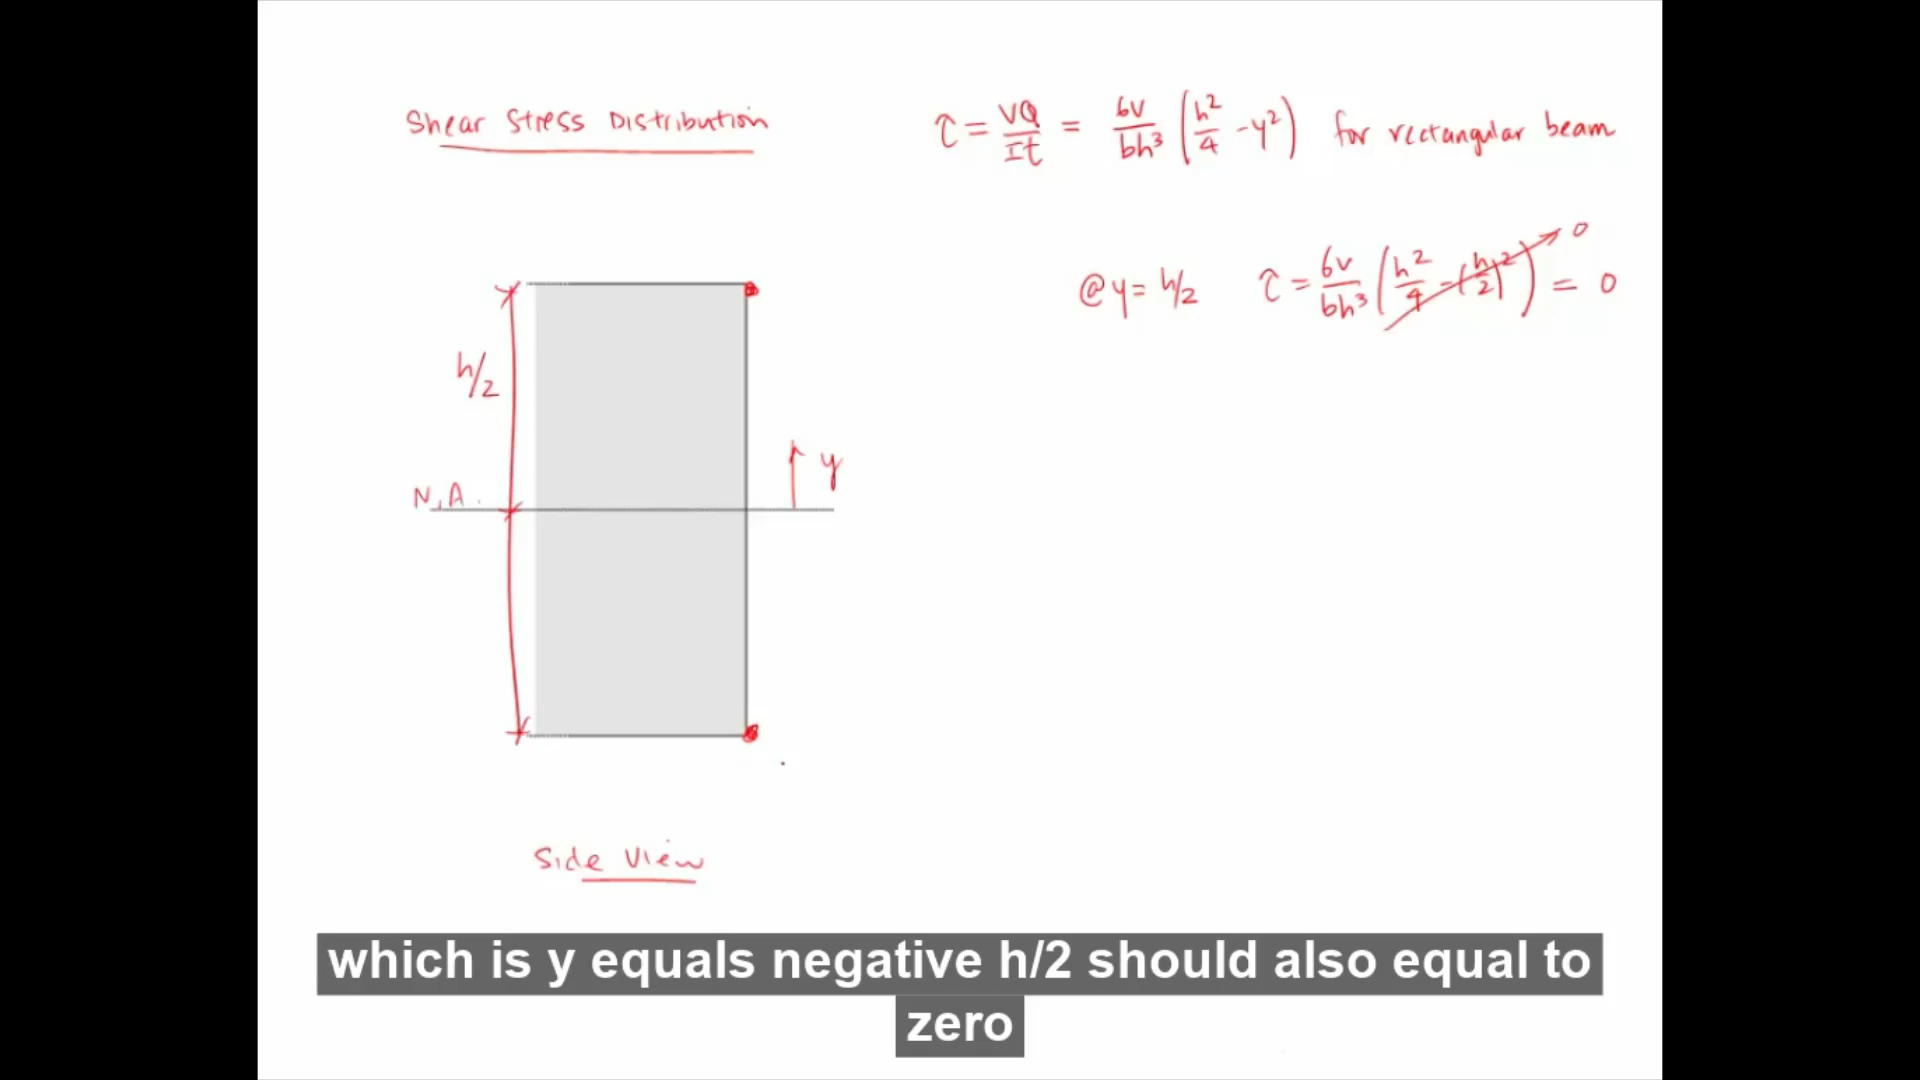 Shear Stress Distribution
τ = VQ/It = 6V/bh³ (h²/4 - y²) for rectangular beam
@ y = h/2 τ = 6V/bh³ (h²/4 - (h/2)²) → 0 = 0
h/2
y
N.A.
Side View
which is y equals negative h/2 should also equal to
zero